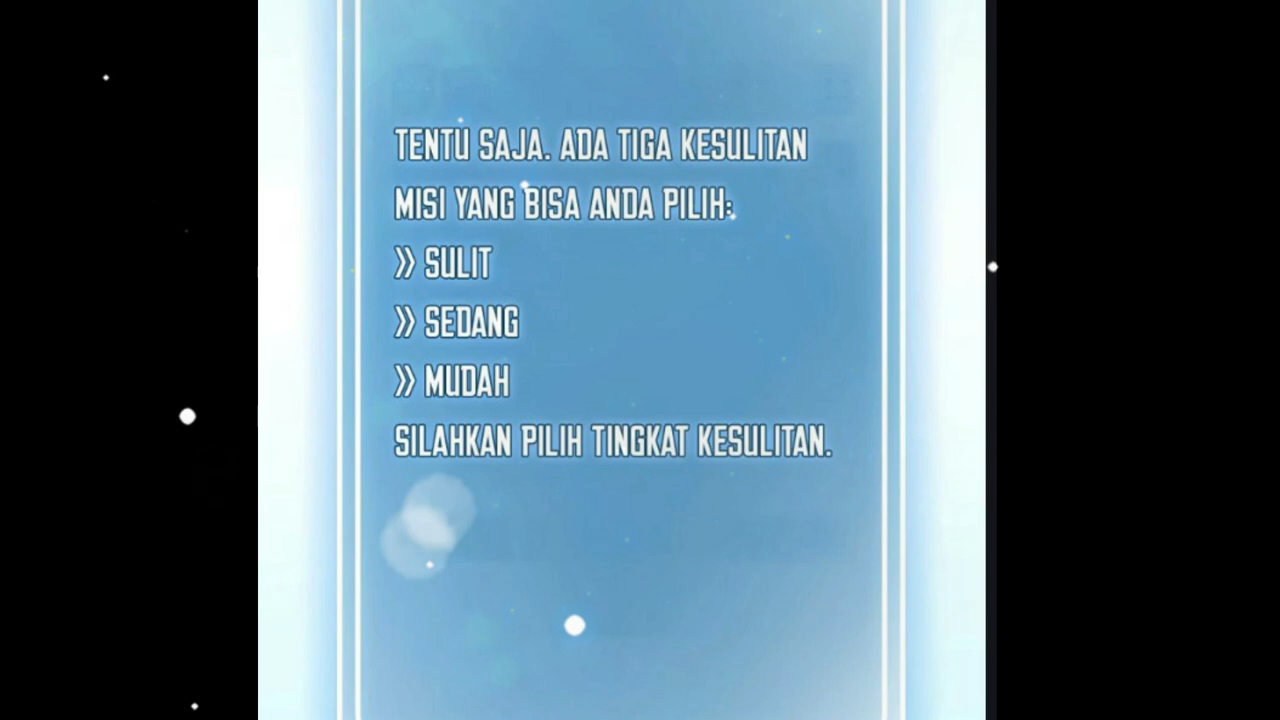 TENTU SAJA. ADA TIGA KESULITAN
MISI YANG BISA ANDA PILIH:
》 SULIT
》 SEDANG
》 MUDAH
SILAHKAN PILIH TINGKAT KESULITAN.